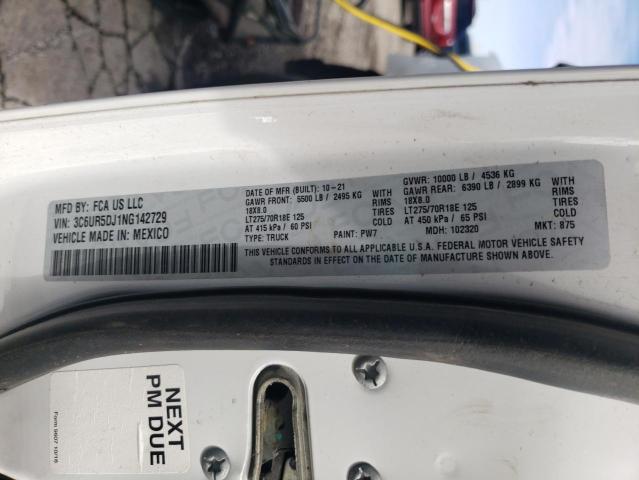 MFD BY: FCA US LLC
VIN: 3C6UR5DJ1NG142729
VEHICLE MADE IN: MEXICO
DATE OF MFR (BUILT): 10-21
GAWR FRONT: 5500 LB / 2495 KG
18X8.0 RIMS
LT275/70R18E 125 TIRES
AT 415 kPa / 60 PSI
TYPE: TRUCK PAINT: PW7
GVWR: 10000 LB / 4536 KG
GAWR REAR: 6390 LB / 2899 KG
18X8.0 RIMS
LT275/70R18E 125 TIRES
AT 450 kPa / 65 PSI
MDH: 102320 MKT: 875
THIS VEHICLE CONFORMS TO ALL APPLICABLE U.S.A. FEDERAL MOTOR VEHICLE SAFETY
STANDARDS IN EFFECT ON THE DATE OF MANUFACTURE SHOWN ABOVE.
NEXT
PM DUE
Form 9607 10/16